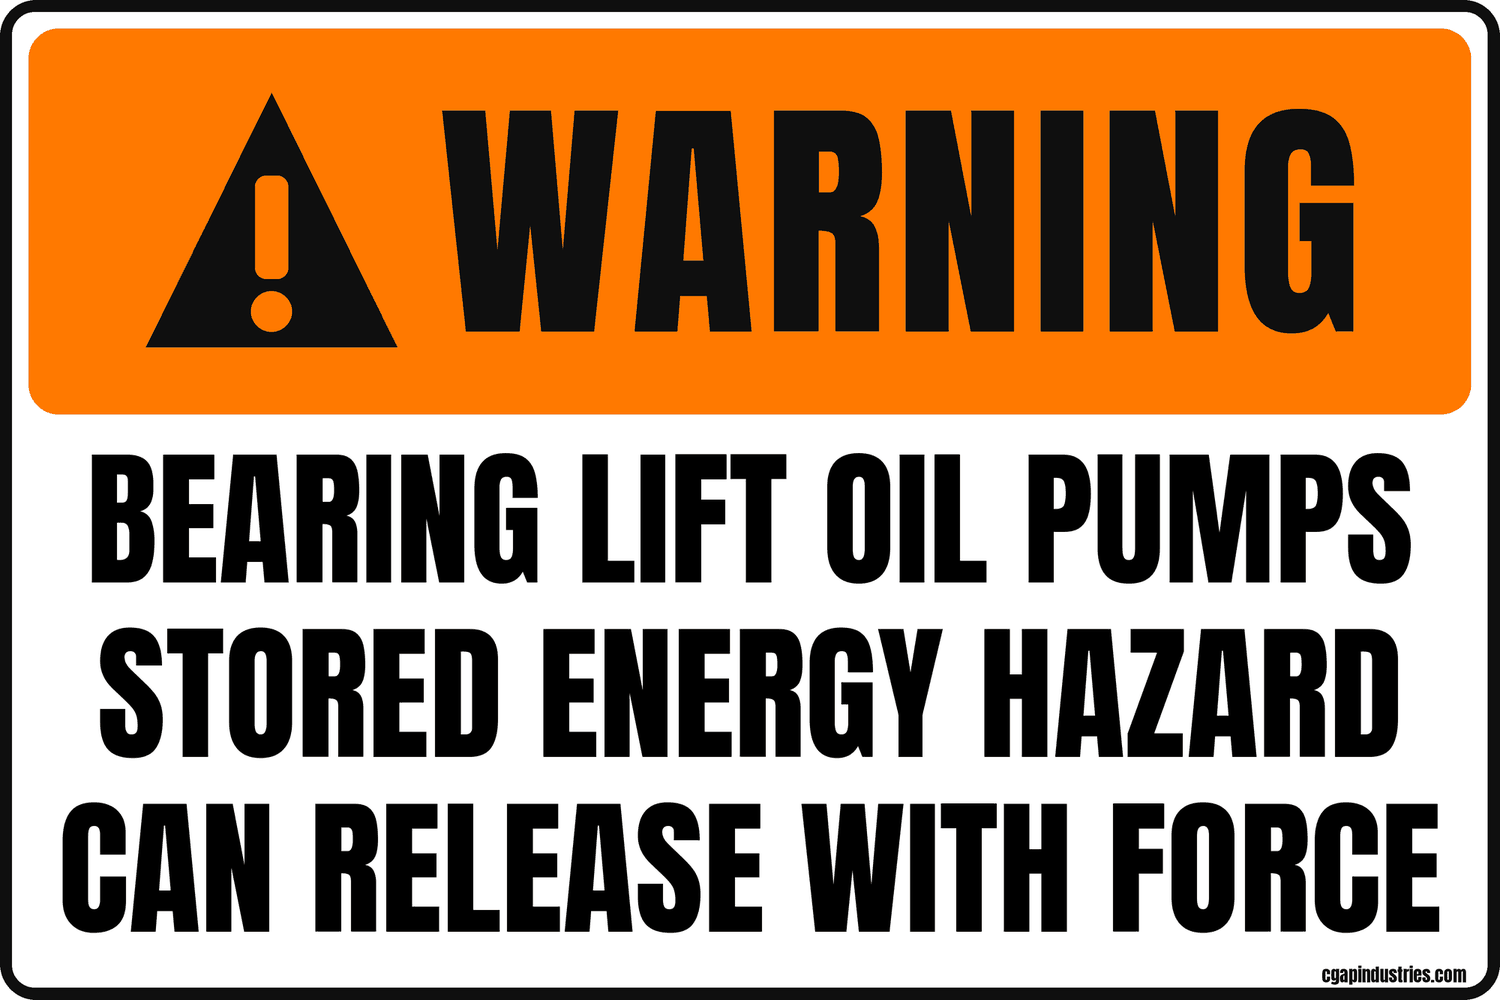 WARNING
BEARING LIFT OIL PUMPS
STORED ENERGY HAZARD
CAN RELEASE WITH FORCE
cgapindustries.com